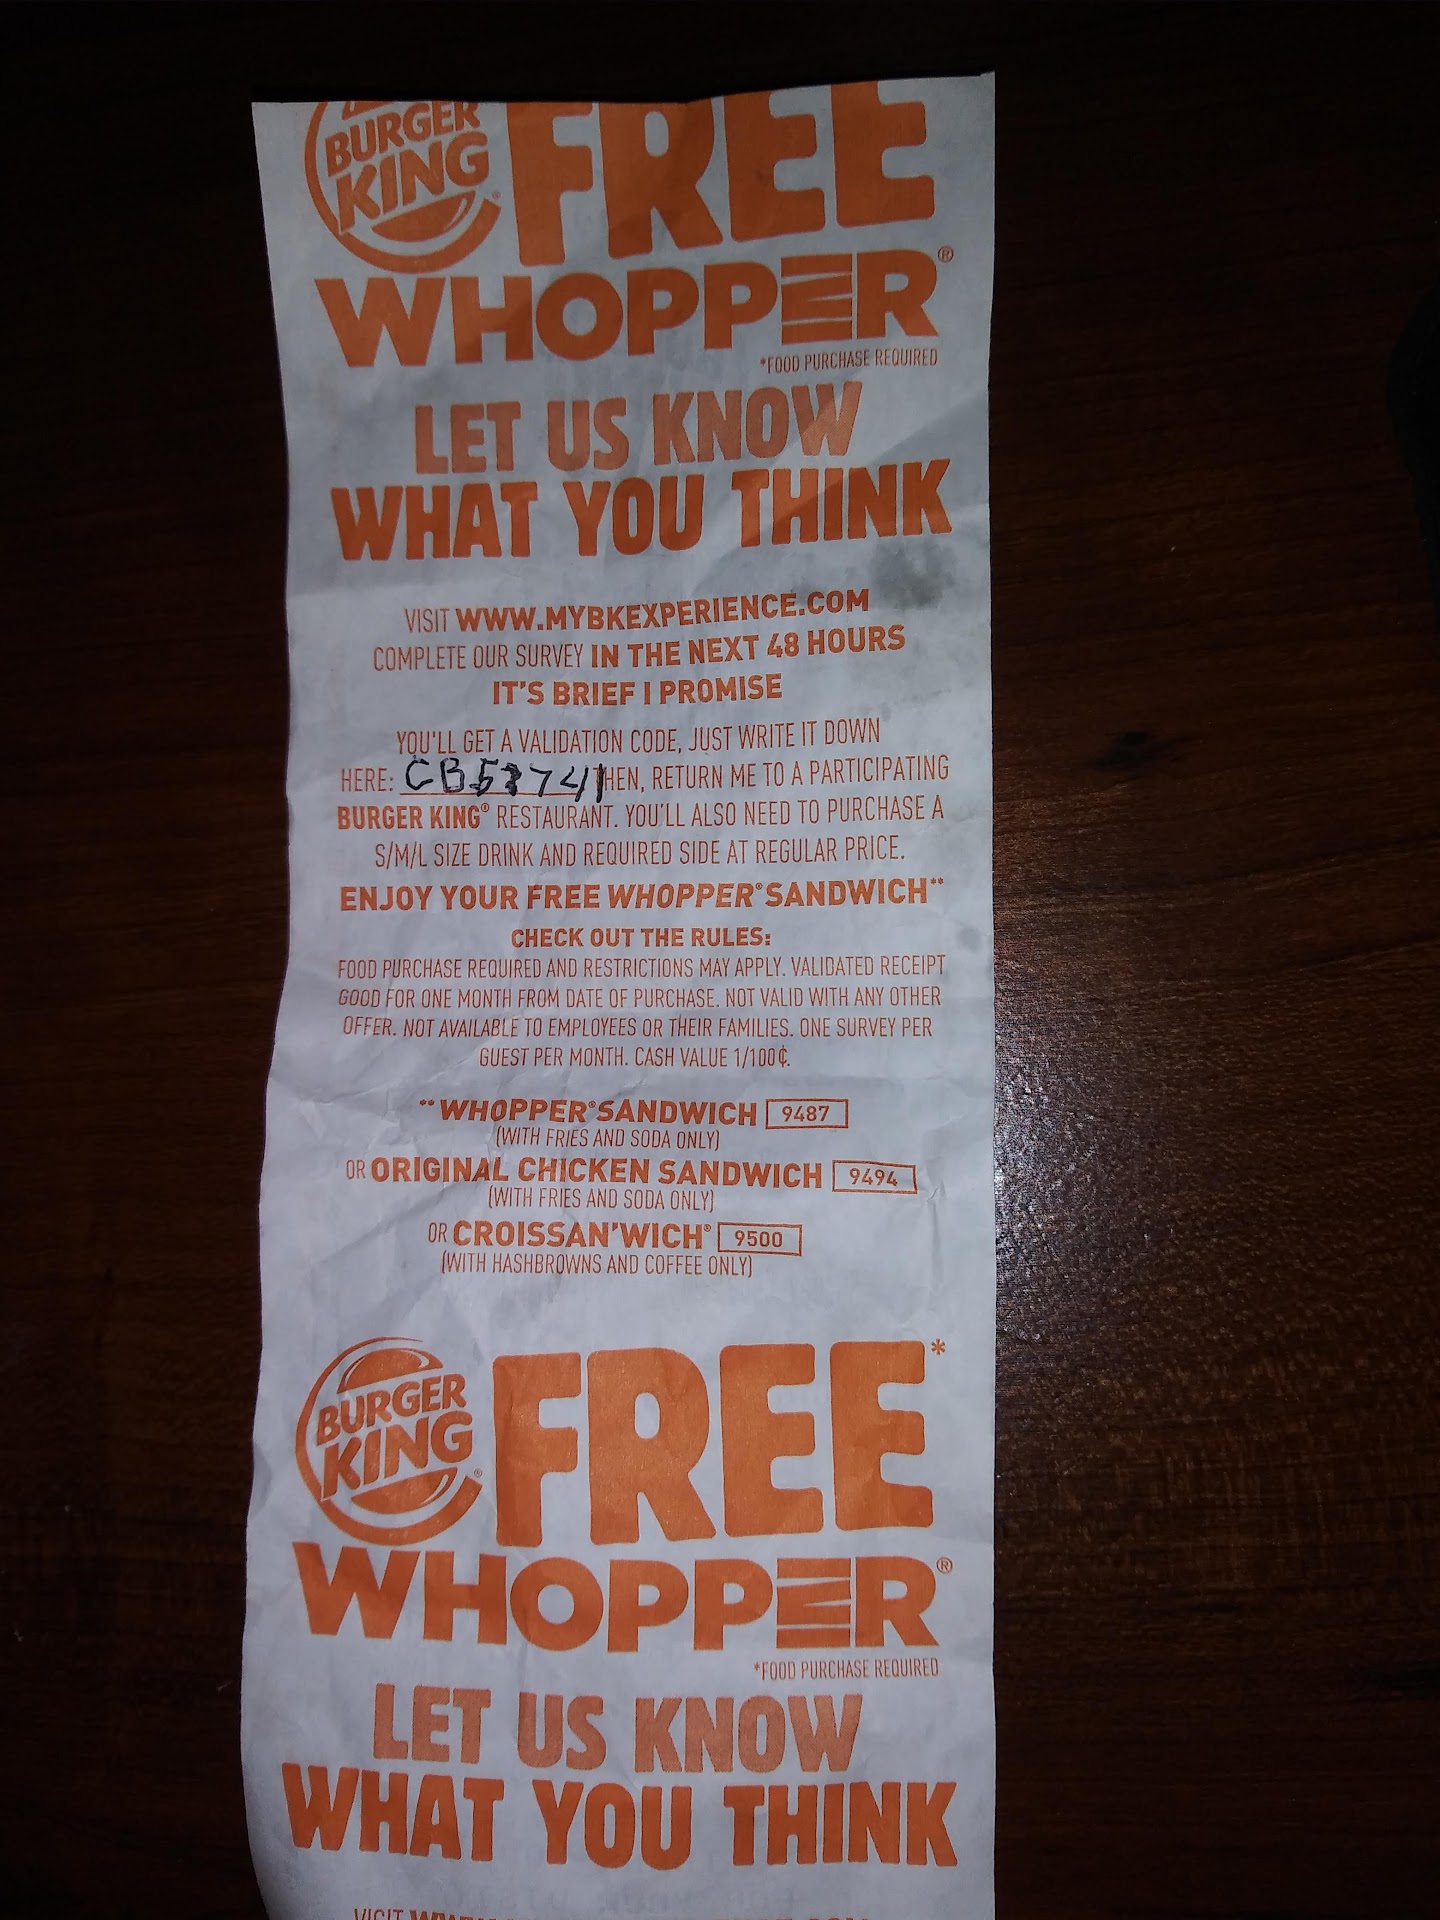 BURGER KING® FREE
WHOPPER®
*FOOD PURCHASE REQUIRED
LET US KNOW
WHAT YOU THINK
VISIT WWW.MYBKEXPERIENCE.COM
COMPLETE OUR SURVEY IN THE NEXT 48 HOURS
IT'S BRIEF I PROMISE
YOU'LL GET A VALIDATION CODE, JUST WRITE IT DOWN
HERE: HEN, RETURN ME TO A PARTICIPATING
BURGER KING® RESTAURANT. YOU'LL ALSO NEED TO PURCHASE A
S/M/L SIZE DRINK AND REQUIRED SIDE AT REGULAR PRICE.
ENJOY YOUR FREE WHOPPER® SANDWICH**
CHECK OUT THE RULES:
FOOD PURCHASE REQUIRED AND RESTRICTIONS MAY APPLY. VALIDATED RECEIPT
GOOD FOR ONE MONTH FROM DATE OF PURCHASE. NOT VALID WITH ANY OTHER
OFFER. NOT AVAILABLE TO EMPLOYEES OR THEIR FAMILIES. ONE SURVEY PER
GUEST PER MONTH. CASH VALUE 1/100¢.
**WHOPPER® SANDWICH 9487
(WITH FRIES AND SODA ONLY)
OR ORIGINAL CHICKEN SANDWICH 9494
(WITH FRIES AND SODA ONLY)
OR CROISSAN'WICH® 9500
(WITH HASHBROWNS AND COFFEE ONLY)
BURGER KING® FREE*
WHOPPER®
*FOOD PURCHASE REQUIRED
LET US KNOW
WHAT YOU THINK
VISIT